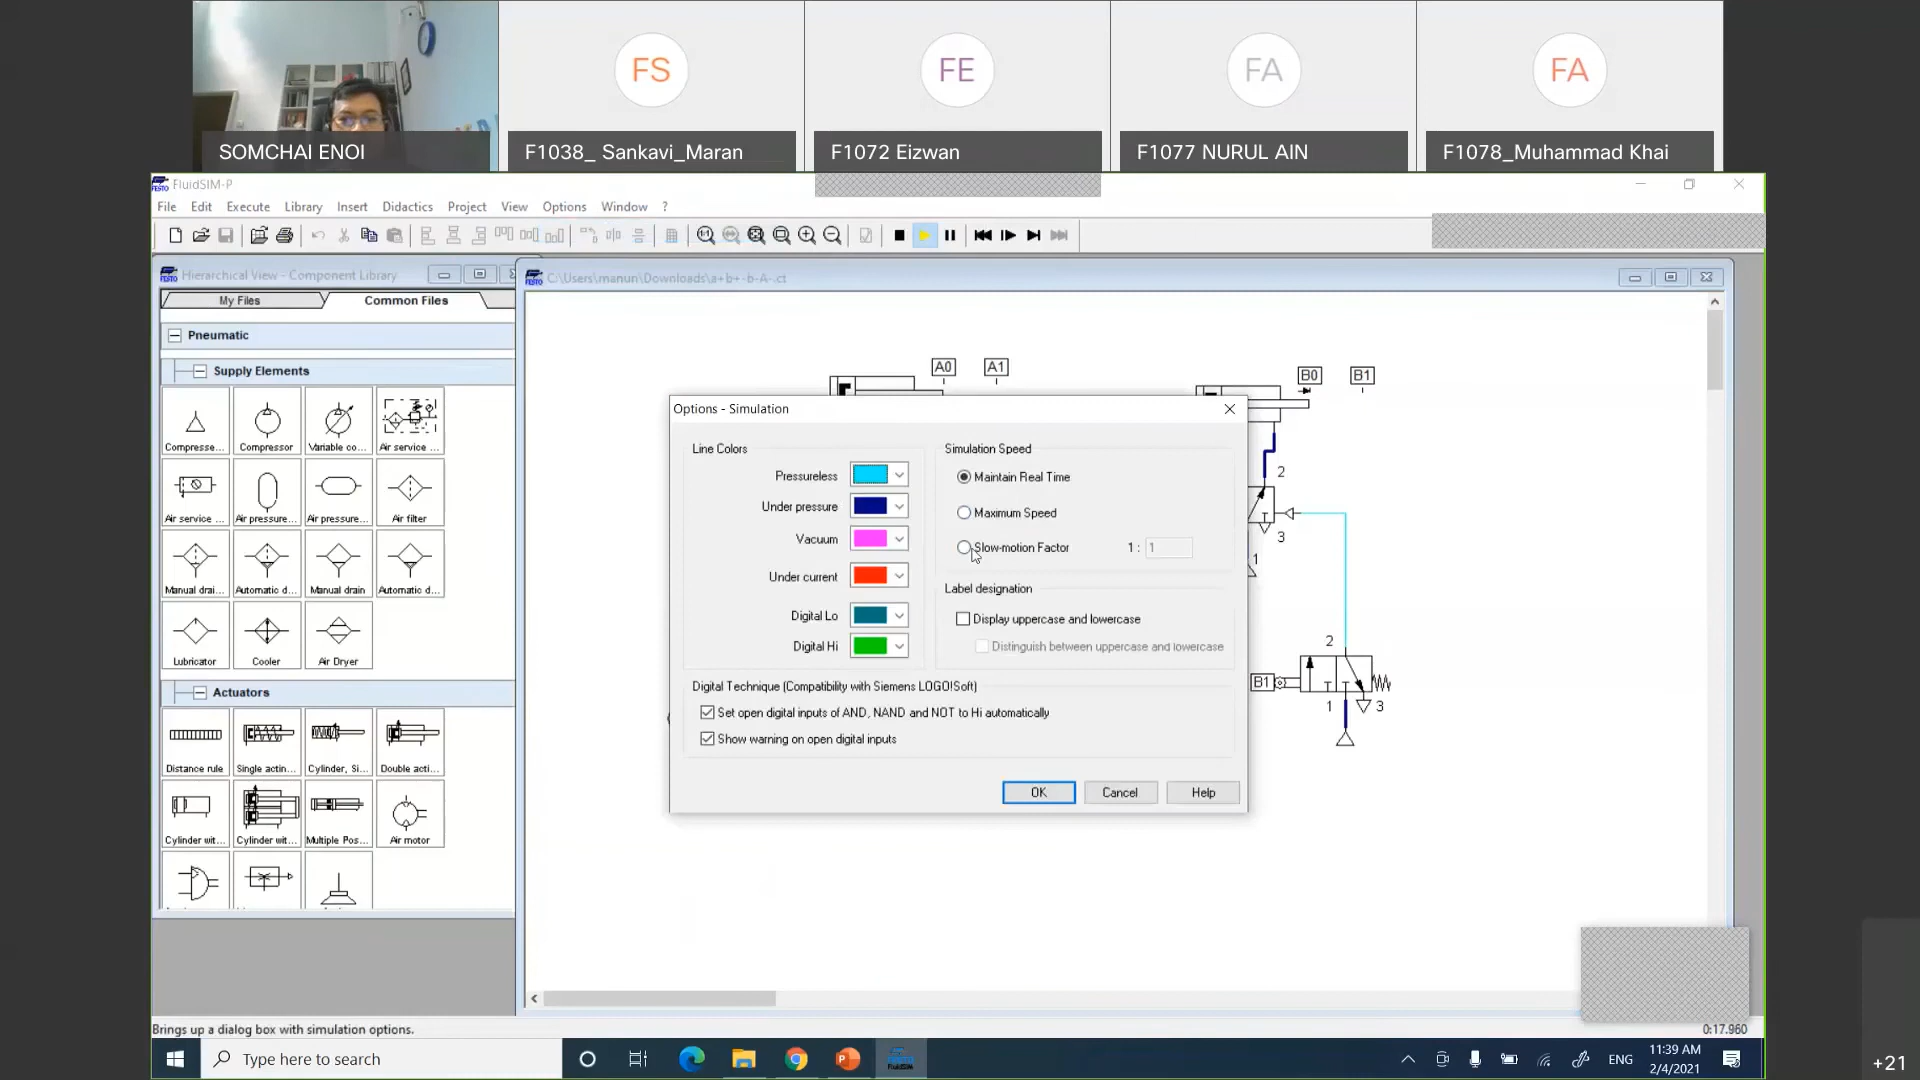 FS
FE
FA
FA
SOMCHAI ENOI
F1038_ Sankavi_Maran
F1072 Eizwan
F1077 NURUL AIN
F1078_Muhammad Khai
FESTO
FluidSIM-P
File Edit Execute Library Insert Didactics Project View Options Window ?
Hierarchical View - Component Library
My Files
Common Files
Pneumatic
Supply Elements
Compresse...
Compressor
Variable co...
Air service ...
Air service ...
Air pressure...
Air pressure...
Air filter
Manual drai...
Automatic d...
Manual drain
Automatic d...
Lubricator
Cooler
Air Dryer
Actuators
Distance rule
Single actin...
Cylinder, Si...
Double acti...
Cylinder wit...
Cylinder wit...
Multiple Pos...
Air motor
C:\Users\manun\Downloads\a+b+-b-A-.ct
A0
A1
B0
B1
2
3
1
2
B1
1
3
Options - Simulation
Line Colors
Pressureless
Under pressure
Vacuum
Under current
Digital Lo
Digital Hi
Simulation Speed
Maintain Real Time
Maximum Speed
Slow-motion Factor 1 : 1
Label designation
Display uppercase and lowercase
Distinguish between uppercase and lowercase
Digital Technique (Compatibility with Siemens LOGO!Soft)
Set open digital inputs of AND, NAND and NOT to Hi automatically
Show warning on open digital inputs
OK
Cancel
Help
Brings up a dialog box with simulation options.
0:17.960
Type here to search
ENG
11:39 AM
2/4/2021
+21